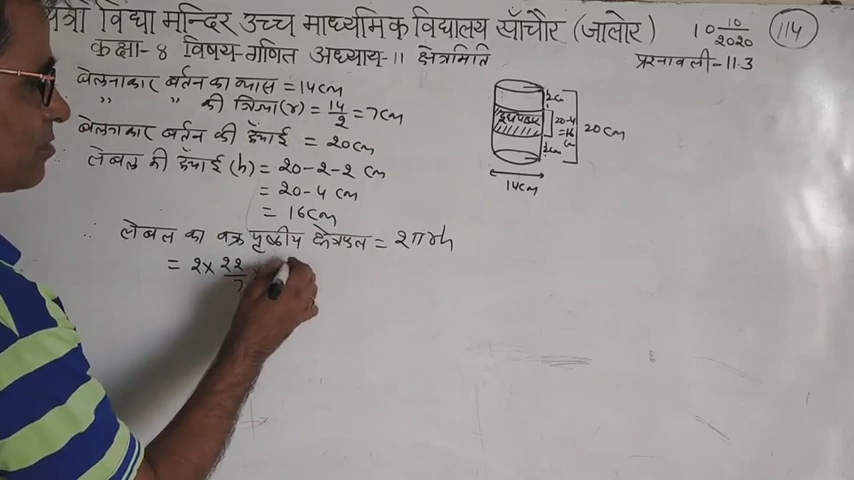 विद्या मन्दिर उच्च माध्यमिक विद्यालय साँचौर (जालोर)
10 10/2020
114
कक्षा-8 विषय-गणित अध्याय-11 क्षेत्रमिति
प्रश्नावली-11.3
बेलनाकार बर्तन का व्यास = 14cm
" " की त्रिज्या(r) = 14/2 = 7cm
बेलनाकार बर्तन की ऊँचाई = 20cm
लेबल की ऊँचाई (h) = 20-2-2 cm
= 20-4 cm
= 16cm
∴ लेबल का वक्र पृष्ठीय क्षेत्रफल = 2πrh
= 2 × 22/7 ×
2cm
20-4
=16
cm
2cm
20cm
14cm